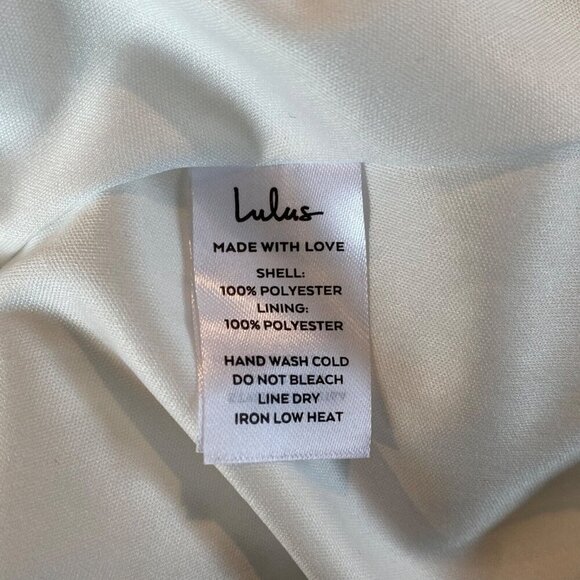 Lulus
MADE WITH LOVE
SHELL:
100% POLYESTER
LINING:
100% POLYESTER
HAND WASH COLD
DO NOT BLEACH
LINE DRY
IRON LOW HEAT